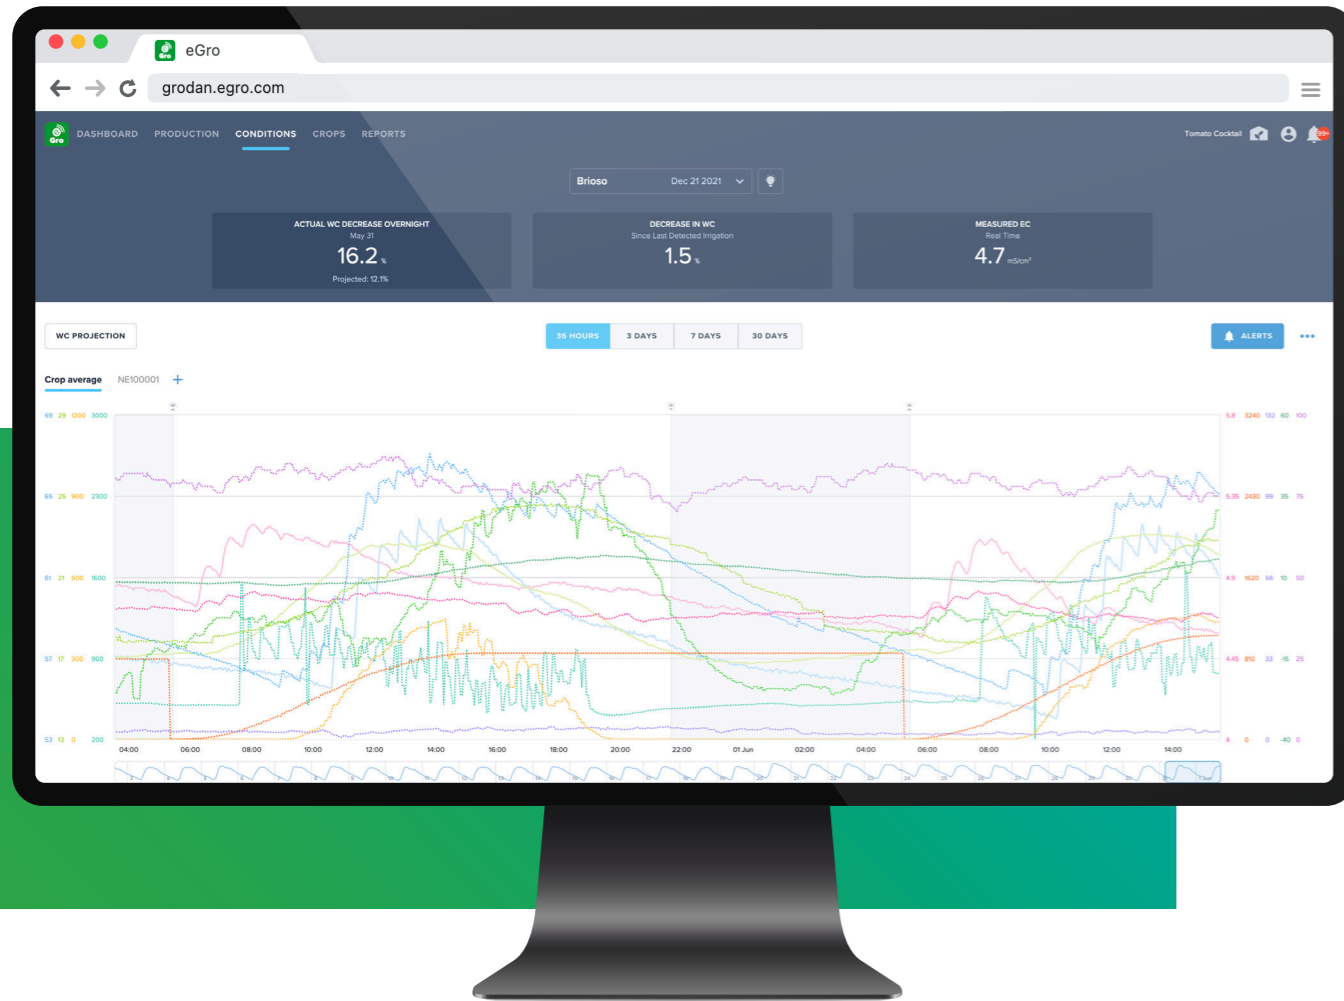 eGro
grodan.egro.com
Gro DASHBOARD PRODUCTION CONDITIONS CROPS REPORTS Tomato Cocktail 99+
Brioso Dec 21 2021
ACTUAL WC DECREASE OVERNIGHT
May 31
16.2 %
Projected: 12.1%
DECREASE IN WC
Since Last Detected Irrigation
1.5 %
MEASURED EC
Real Time
4.7 mS/cm²
WC PROJECTION 36 HOURS 3 DAYS 7 DAYS 30 DAYS ALERTS
Crop average NE100001 +
69 29 1200 3000 5.8 3240 132 60 100
65 25 900 2300 5.35 2430 99 35 75
61 21 600 1600 4.9 1620 66 10 50
57 17 300 900 4.45 810 33 -15 25
53 13 0 200 4 0 0 -40 0
04:00 06:00 08:00 10:00 12:00 14:00 16:00 18:00 20:00 22:00 01 Jun 02:00 04:00 06:00 08:00 10:00 12:00 14:00